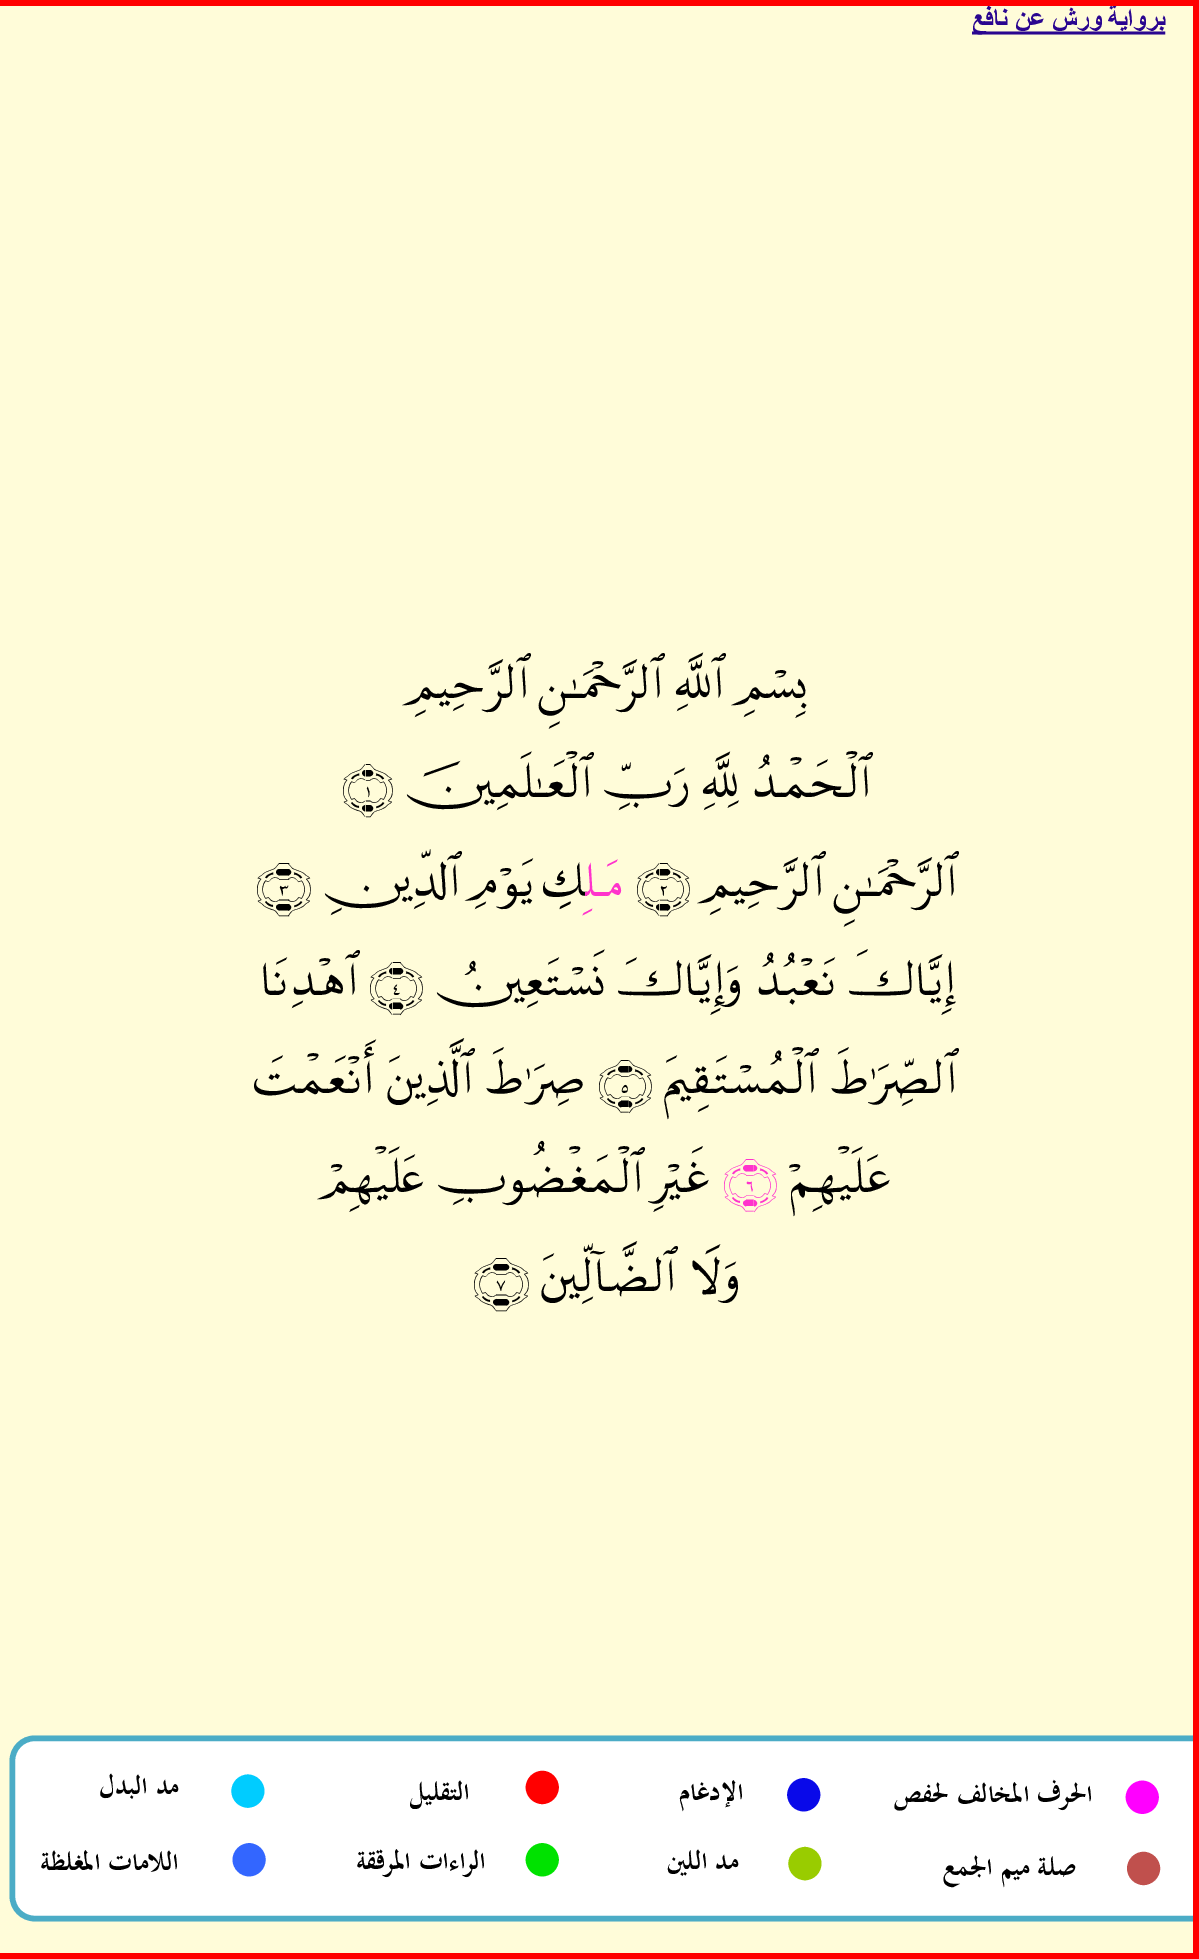 برواية ورش عن نافع
بِسْمِ ٱللَّهِ ٱلرَّحْمَٰنِ ٱلرَّحِيمِ
ٱلْحَمْدُ لِلَّهِ رَبِّ ٱلْعَٰلَمِينَ ١
ٱلرَّحْمَٰنِ ٱلرَّحِيمِ ٢ مَلِكِ يَوْمِ ٱلدِّينِ ٣
إِيَّاكَ نَعْبُدُ وَإِيَّاكَ نَسْتَعِينُ ٤ ٱهْدِنَا
ٱلصِّرَٰطَ ٱلْمُسْتَقِيمَ ٥ صِرَٰطَ ٱلَّذِينَ أَنْعَمْتَ
عَلَيْهِمْ ٦ غَيْرِ ٱلْمَغْضُوبِ عَلَيْهِمْ
وَلَا ٱلضَّآلِّينَ ٧
الحرف المخالف لحفص الإدغام التقليل مد البدل
صلة ميم الجمع مد اللين الراءات المرققة اللامات المغلظة